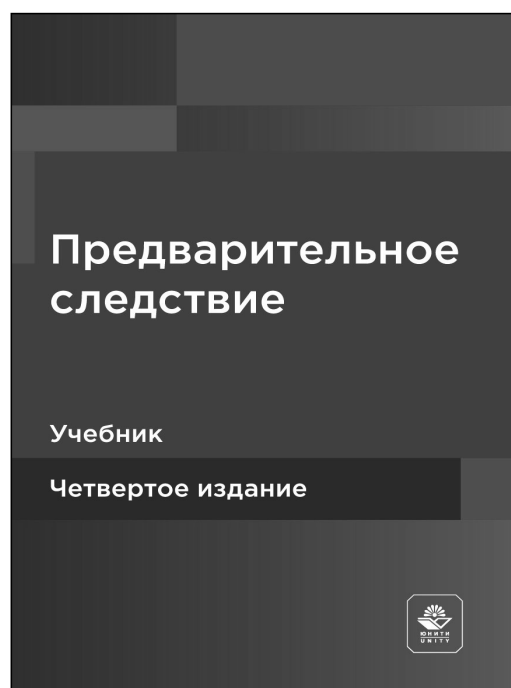 Предварительное
следствие
Учебник
Четвертое издание
ЮНИТИ
UNITY